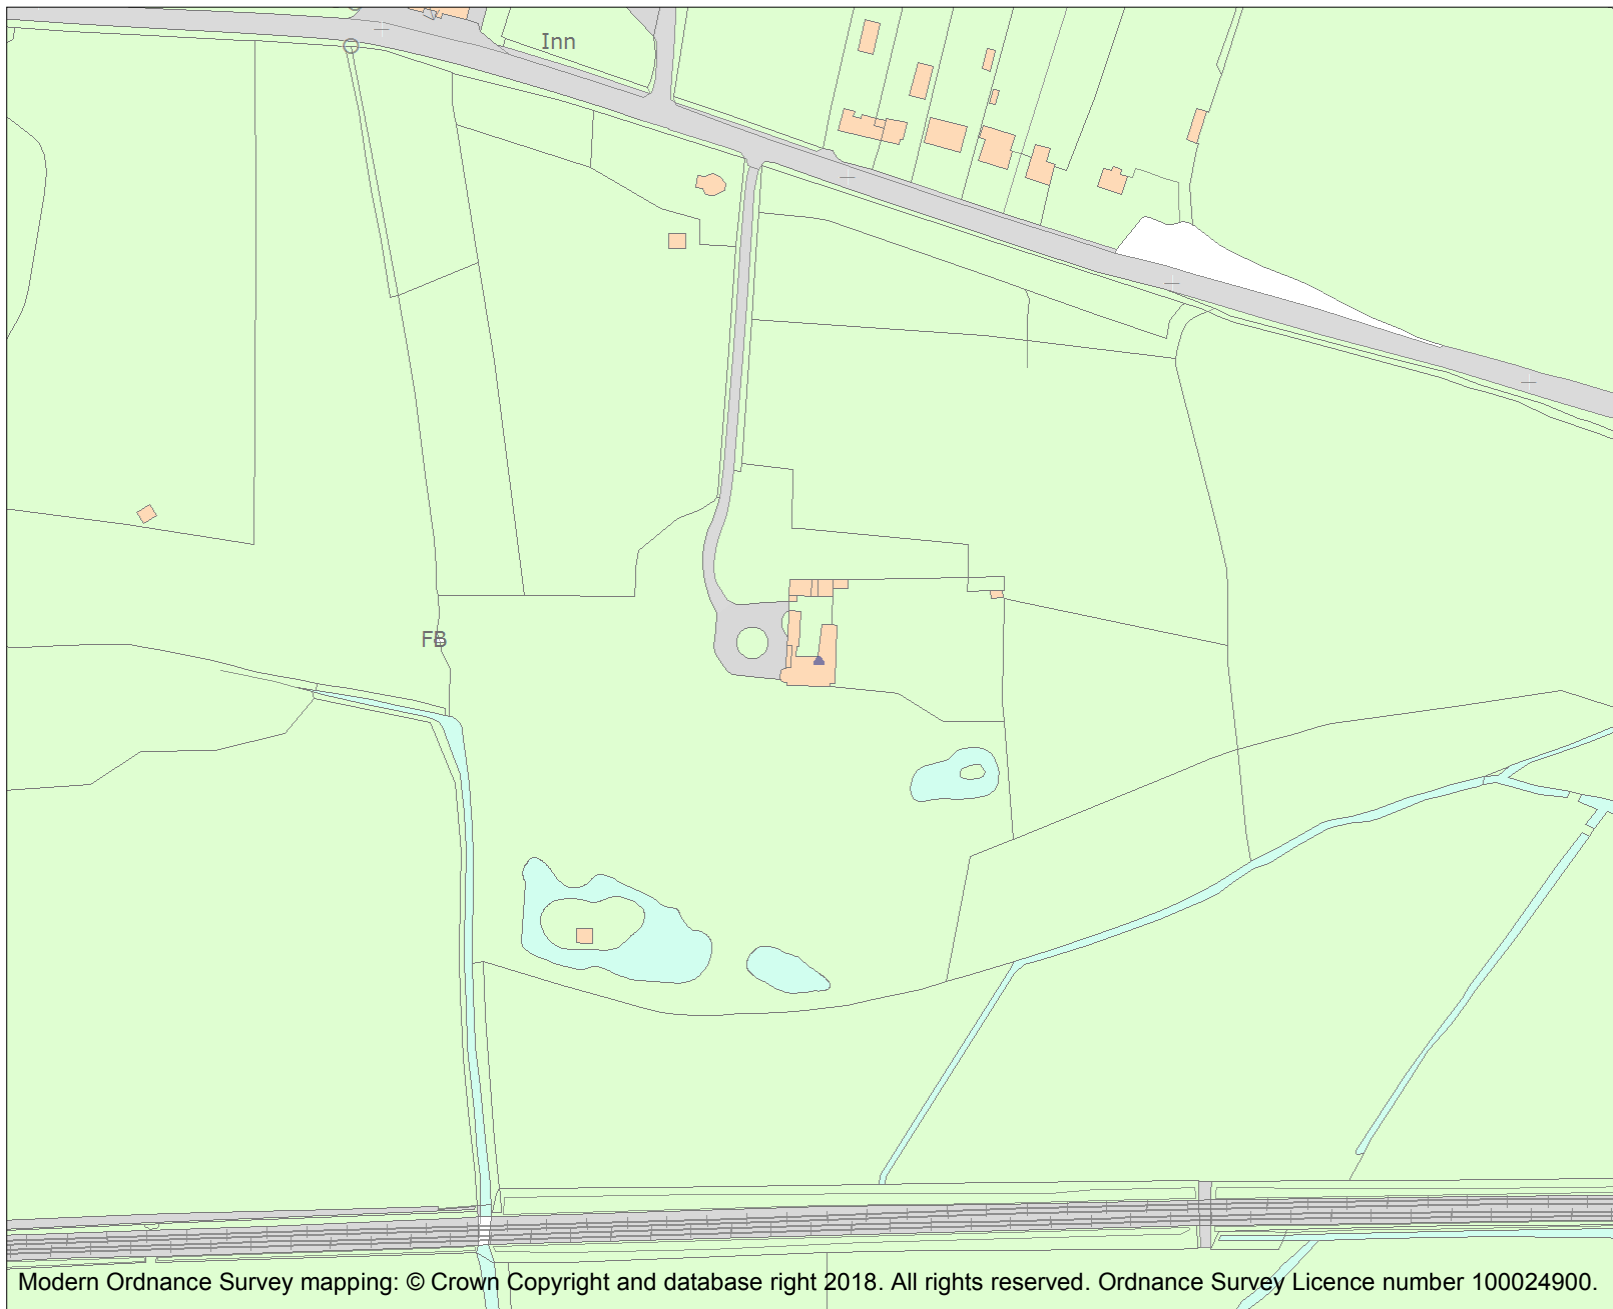 Inn
FB
Modern Ordnance Survey mapping: © Crown Copyright and database right 2018. All rights reserved. Ordnance Survey Licence number 100024900.